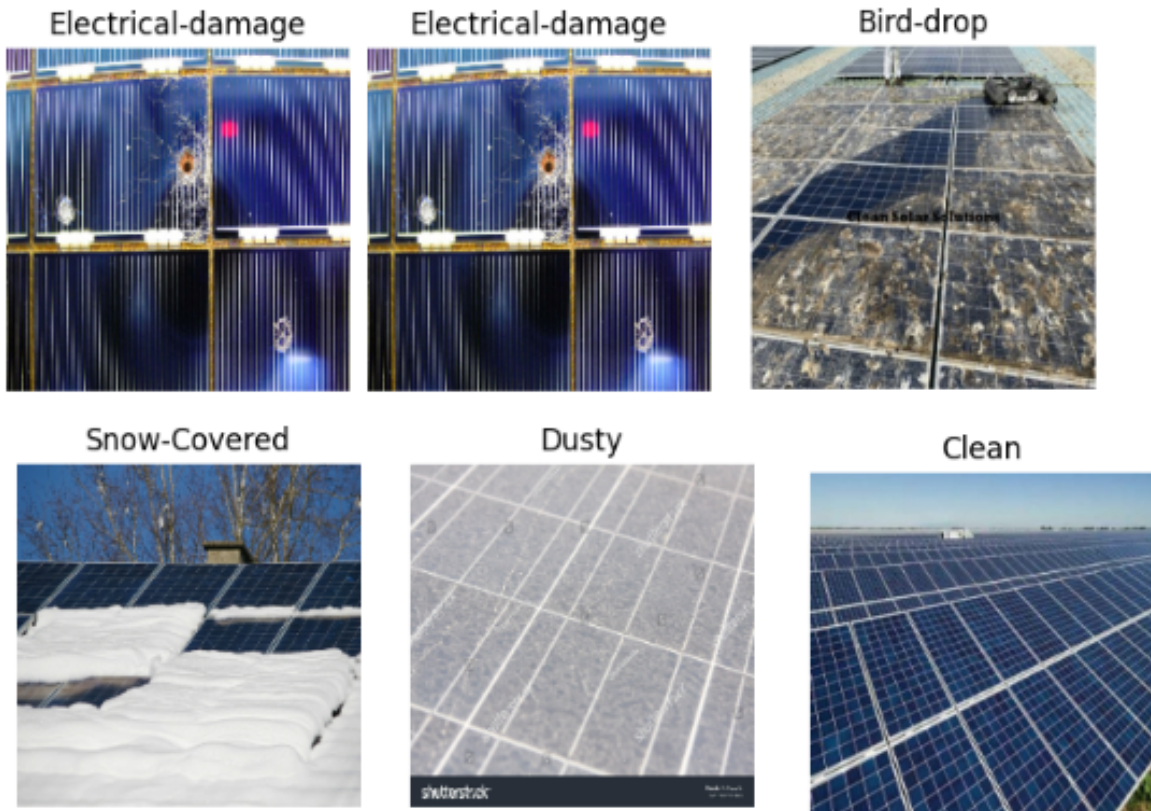 Electrical-damage
Electrical-damage
Bird-drop
Clean Solar Solutions
Snow-Covered
Dusty
Clean
shutterstock